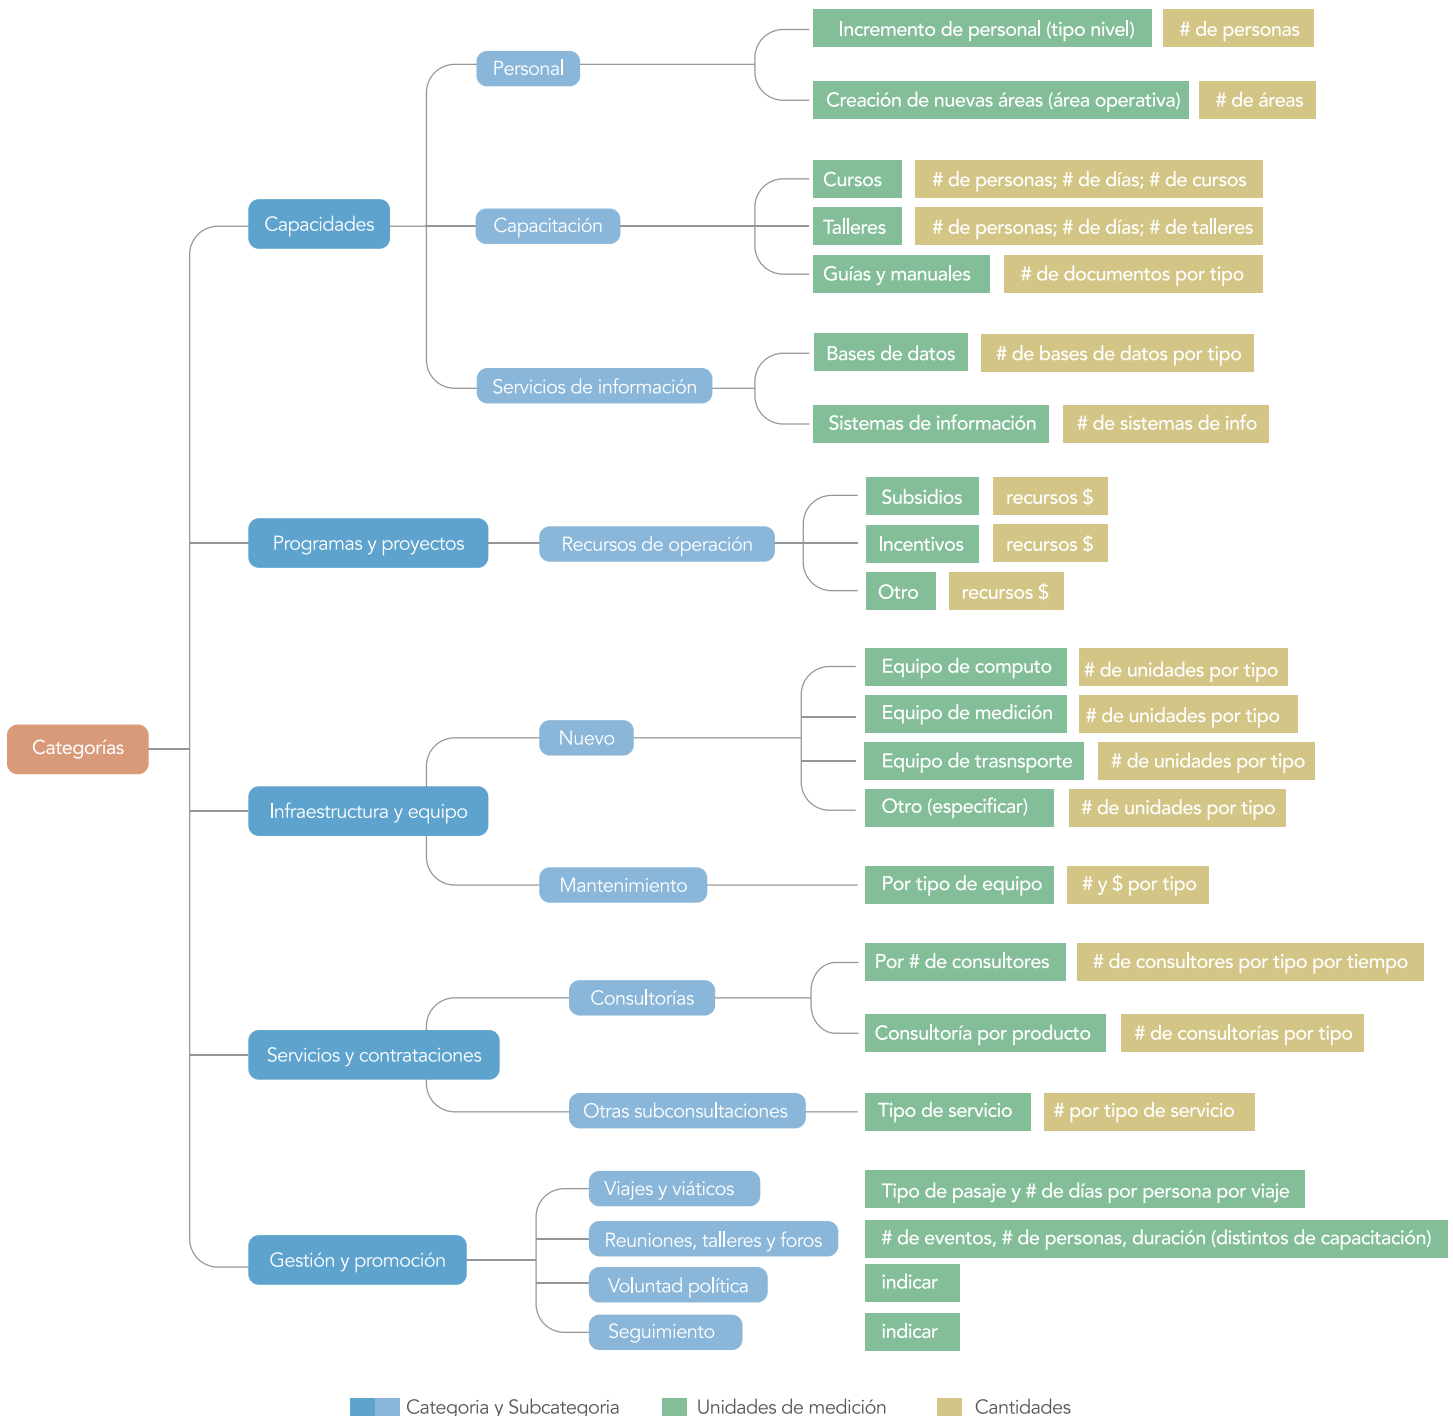 Categorías
Capacidades
Personal
Incremento de personal (tipo nivel)
# de personas
Creación de nuevas áreas (área operativa)
# de áreas
Capacitación
Cursos
# de personas; # de días; # de cursos
Talleres
# de personas; # de días; # de talleres
Guías y manuales
# de documentos por tipo
Servicios de información
Bases de datos
# de bases de datos por tipo
Sistemas de información
# de sistemas de info
Programas y proyectos
Recursos de operación
Subsidios
recursos $
Incentivos
recursos $
Otro
recursos $
Infraestructura y equipo
Nuevo
Equipo de computo
# de unidades por tipo
Equipo de medición
# de unidades por tipo
Equipo de trasnsporte
# de unidades por tipo
Otro (especificar)
# de unidades por tipo
Mantenimiento
Por tipo de equipo
# y $ por tipo
Servicios y contrataciones
Consultorías
Por # de consultores
# de consultores por tipo por tiempo
Consultoría por producto
# de consultorías por tipo
Otras subconsultaciones
Tipo de servicio
# por tipo de servicio
Gestión y promoción
Viajes y viáticos
Tipo de pasaje y # de días por persona por viaje
Reuniones, talleres y foros
# de eventos, # de personas, duración (distintos de capacitación)
Voluntad política
indicar
Seguimiento
indicar
Categoria y Subcategoria
Unidades de medición
Cantidades